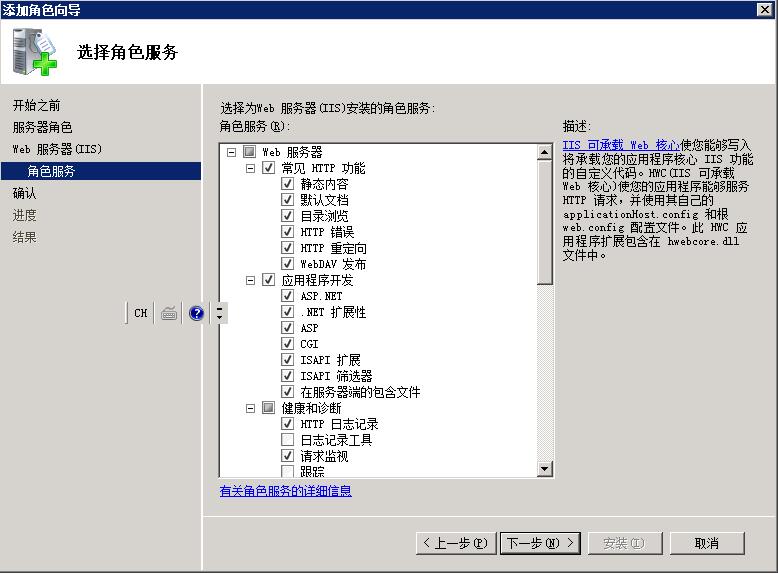 添加角色向导
选择角色服务
开始之前
服务器角色
Web 服务器(IIS)
角色服务
确认
进度
结果
CH
选择为Web 服务器(IIS)安装的角色服务:
角色服务(R):
Web 服务器
常见 HTTP 功能
静态内容
默认文档
目录浏览
HTTP 错误
HTTP 重定向
WebDAV 发布
应用程序开发
ASP.NET
.NET 扩展性
ASP
CGI
ISAPI 扩展
ISAPI 筛选器
在服务器端的包含文件
健康和诊断
HTTP 日志记录
日志记录工具
请求监视
跟踪
有关角色服务的详细信息
描述:
IIS 可承载 Web 核心使您能够写入
将承载您的应用程序核心 IIS 功能
的自定义代码。HWC(IIS 可承载
Web 核心)使您的应用程序能够服务
HTTP 请求，并使用其自己的
applicationHost.config 和根
web.config 配置文件。此 HWC 应
用程序扩展包含在 hwebcore.dll
文件中。
< 上一步(P)
下一步(N) >
安装(I)
取消